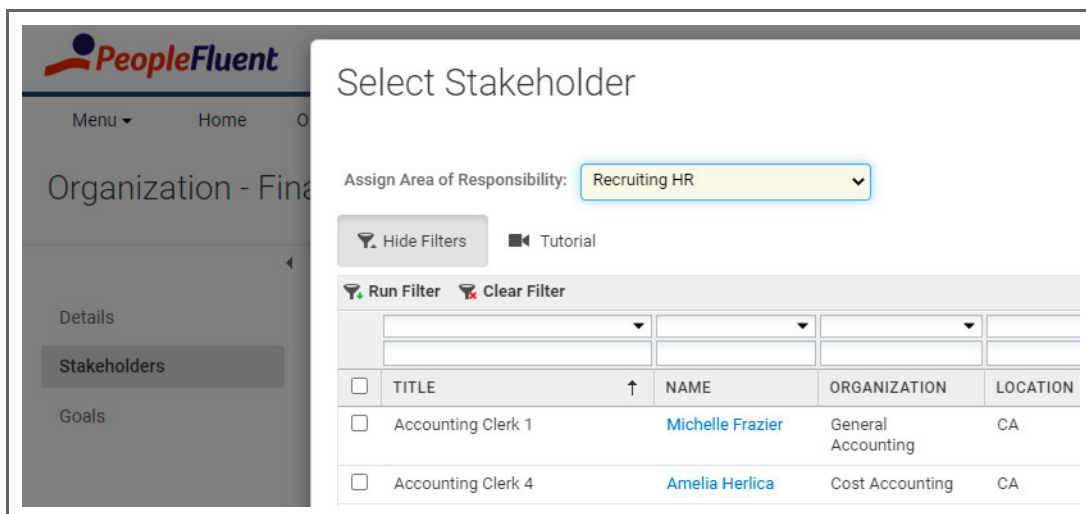 PeopleFluent
Menu
Home
O
Organization - Fina
Details
Stakeholders
Goals
Select Stakeholder
Assign Area of Responsibility:
Recruiting HR
Hide Filters
Tutorial
Run Filter
Clear Filter
TITLE
NAME
ORGANIZATION
LOCATION
Accounting Clerk 1
Michelle Frazier
General
Accounting
CA
Accounting Clerk 4
Amelia Herlica
Cost Accounting
CA